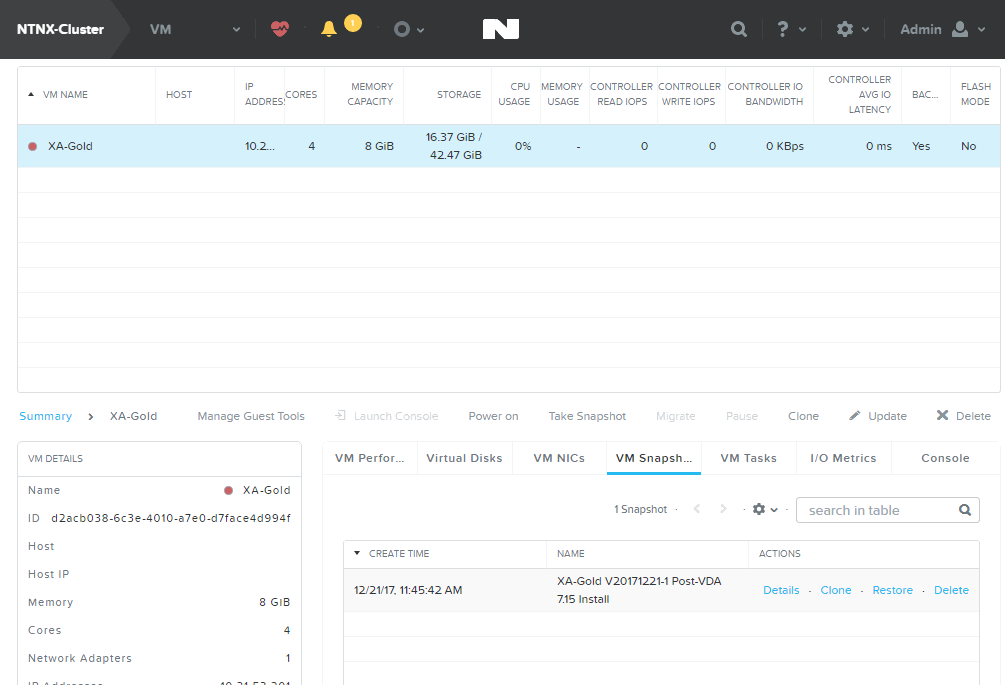 NTNX-Cluster VM 1 ? Admin
VM NAME HOST IP ADDRES CORES MEMORY CAPACITY STORAGE CPU USAGE MEMORY USAGE CONTROLLER READ IOPS CONTROLLER WRITE IOPS CONTROLLER IO BANDWIDTH CONTROLLER AVG IO LATENCY BAC... FLASH MODE
XA-Gold 10.2... 4 8 GiB 16.37 GiB / 42.47 GiB 0% - 0 0 0 KBps 0 ms Yes No
Summary > XA-Gold Manage Guest Tools Launch Console Power on Take Snapshot Migrate Pause Clone Update Delete
VM DETAILS
Name XA-Gold
ID d2acb038-6c3e-4010-a7e0-d7face4d994f
Host
Host IP
Memory 8 GiB
Cores 4
Network Adapters 1
IP Addresses 10.21.53.201
VM Perfor... Virtual Disks VM NICs VM Snapsh... VM Tasks I/O Metrics Console
1 Snapshot · < > · · search in table
CREATE TIME NAME ACTIONS
12/21/17, 11:45:42 AM XA-Gold V20171221-1 Post-VDA 7.15 Install Details · Clone · Restore · Delete